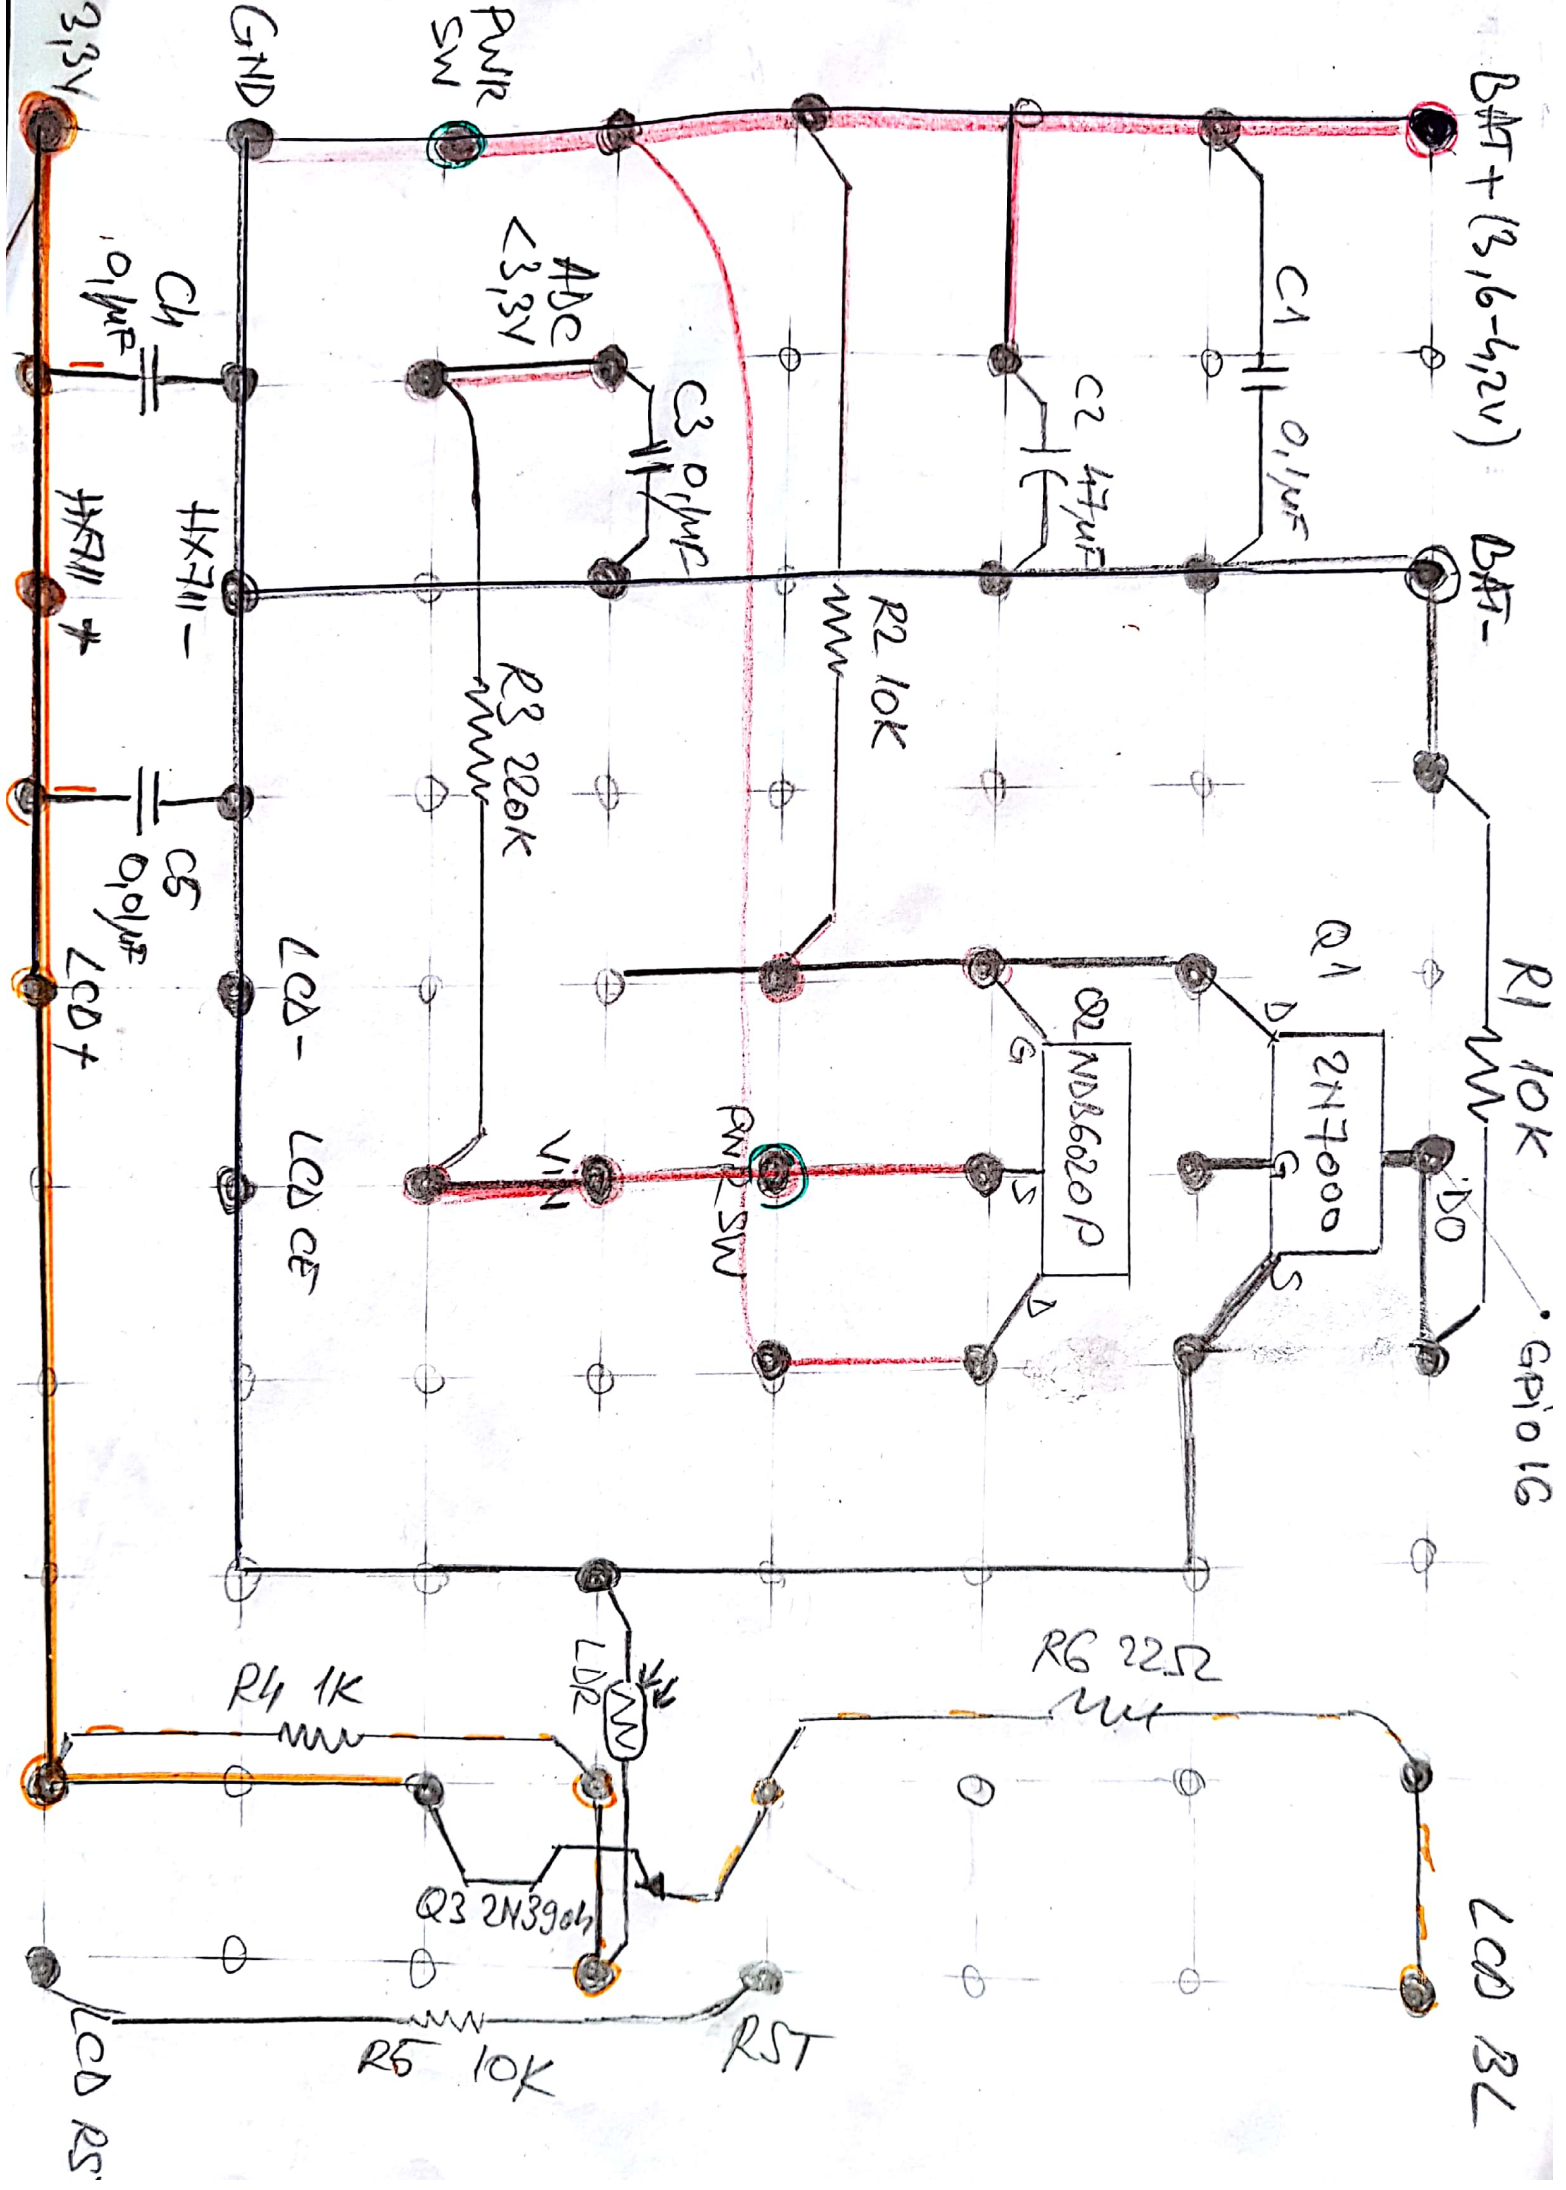 BAT+ (3,6-4,2V)
BAT-
R1 10K
GPIO 16
LCD BL
C1
0,1µF
Q1
2N7000
D
G
S
D0
C2 47µF
Q2
NDB6020P
G
S
D
R6 22Ω
R2 10K
PWR SW
PWR
SW
ADC
<3,3V
C3 0,1µF
R3 220K
Vin
LDR
RST
GND
HX711 -
LCD -
LCD CE
R4 1K
Q3 2N3904
R5 10K
3,3V
C4
0,1µF
HX711 +
C5
0,01µF
LCD +
LCD RS